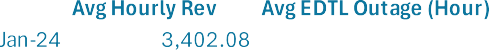 Avg Hourly Rev Avg EDTL Outage (Hour)
Jan-24 3,402.08